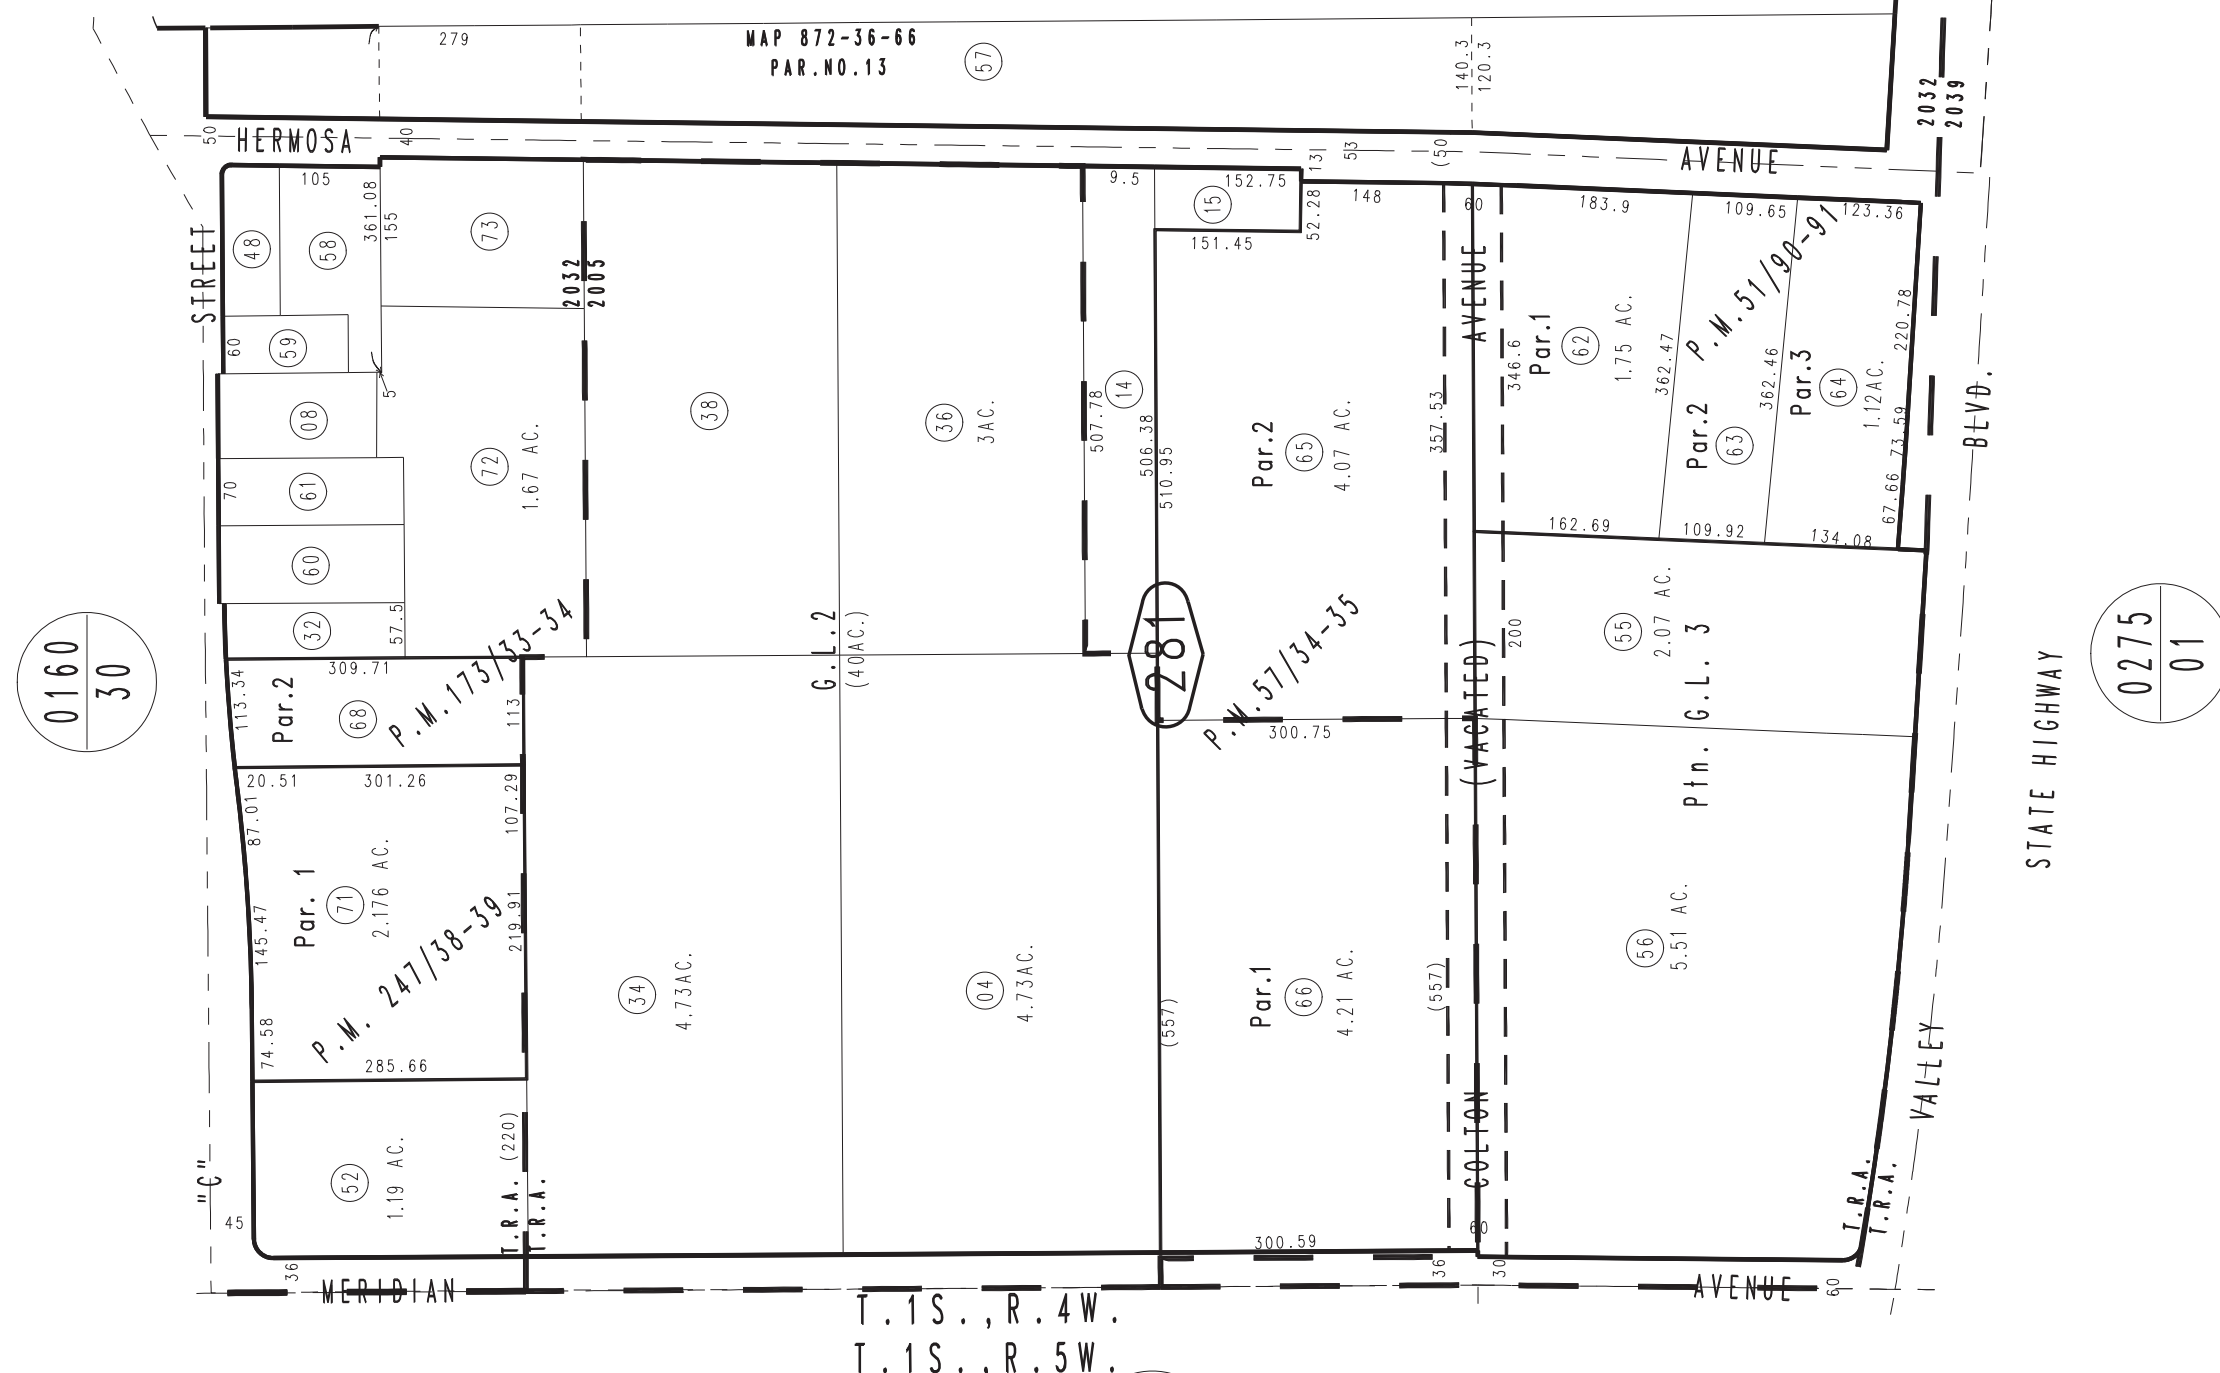 279
MAP 872-36-66
PAR.NO.13
57
140.3
120.3
2032
2039
50
HERMOSA
40
13
53
(50
AVENUE
STREET
105
48
58
361.08
155
73
2032
2005
9.5
152.75
15
52.28
151.45
148
60
183.9
109.65
123.36
P.M.51/90-91
60
59
5
08
70
61
60
32
57.5
72
1.67 AC.
38
36
3AC.
507.78
14
506.38
510.95
Par.2
65
4.07 AC.
357.53
AVENUE
346.6
Par.1
62
1.75 AC.
362.47
Par.2
63
362.46
Par.3
64
1.12AC.
220.78
73.59
67.66
BLVD.
162.69
109.92
134.08
0160
30
309.71
113.34
Par.2
68
P.M.173/33-34
113
G.L.2
(40AC.)
281
P.M.57/34-35
300.75
(VACATED)
200
55
2.07 AC.
Ptn. G.L. 3
STATE HIGHWAY
0275
01
20.51
301.26
87.01
107.29
Par. 1
71
2.176 AC.
145.47
219.91
P.M. 247/38-39
74.58
285.66
34
4.73AC.
04
4.73AC.
(557)
Par.1
66
4.21 AC.
(557)
56
5.51 AC.
VALLEY
"C"
52
1.19 AC.
(220)
T.R.A.
T.R.A.
COLTON
60
T.R.A.
T.R.A.
45
300.59
36
MERIDIAN
36
30
AVENUE
60
T.1S.,R.4W.
T.1S.,R.5W.